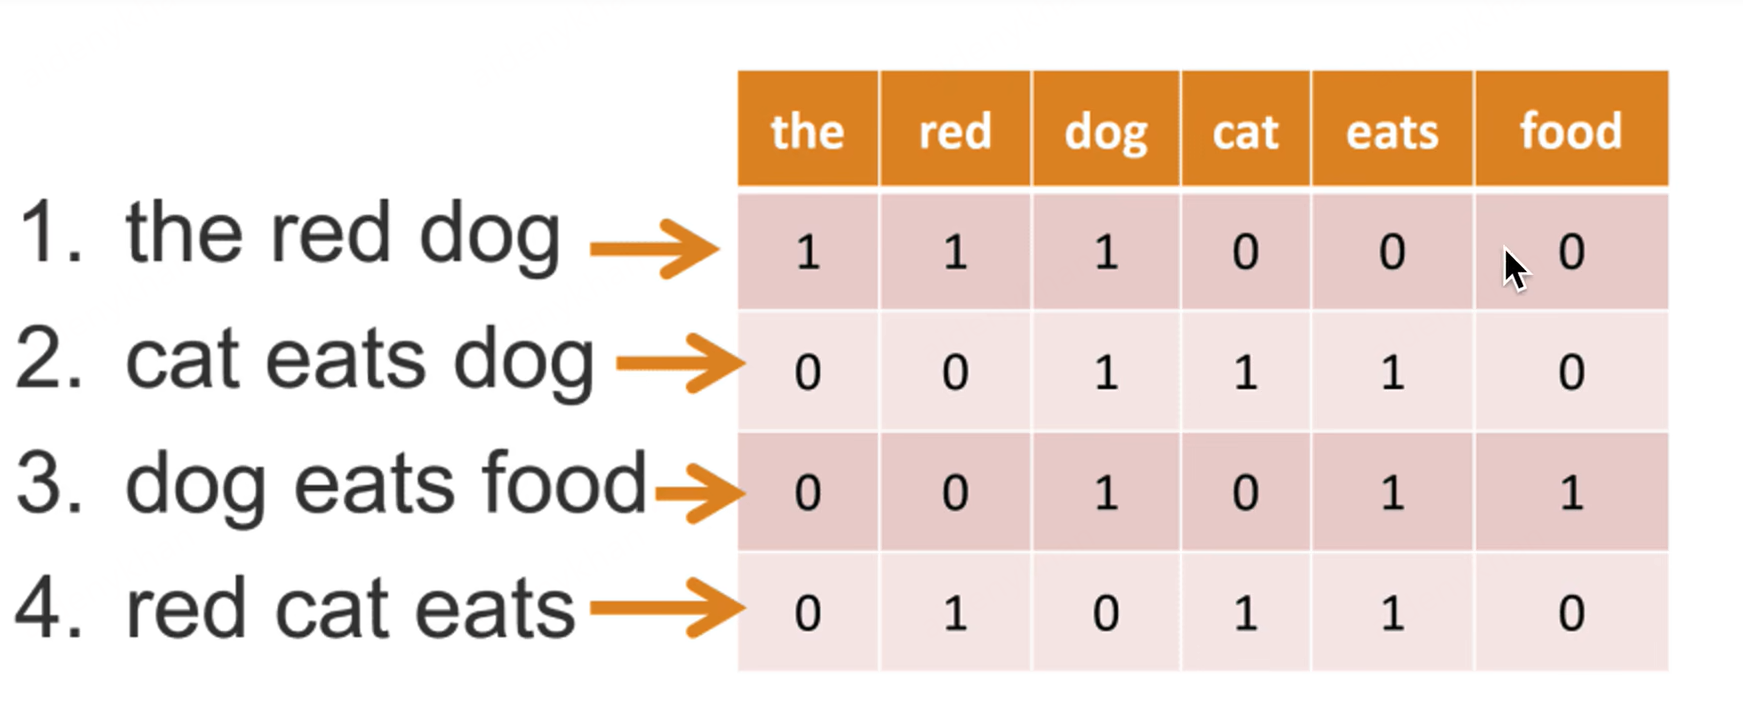 the red dog cat eats food
1. the red dog 1 1 1 0 0 0
2. cat eats dog 0 0 1 1 1 0
3. dog eats food 0 0 1 0 1 1
4. red cat eats 0 1 0 1 1 0